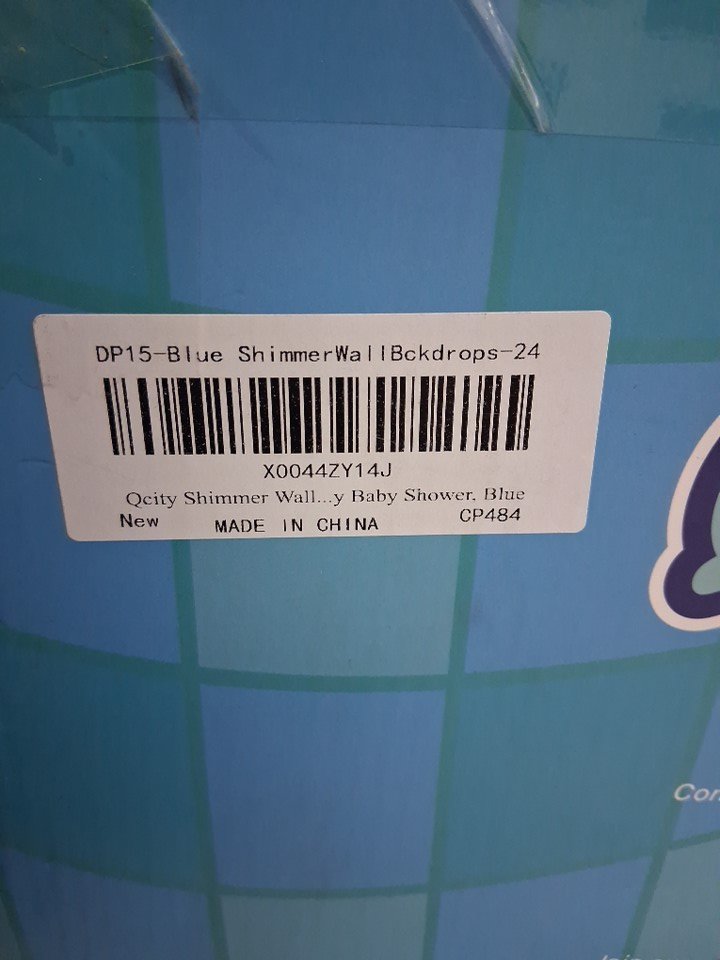 DP15-Blue ShimmerWallBckdrops-24
X0044ZY14J
Qcity Shimmer Wall...y Baby Shower, Blue
New MADE IN CHINA CP484